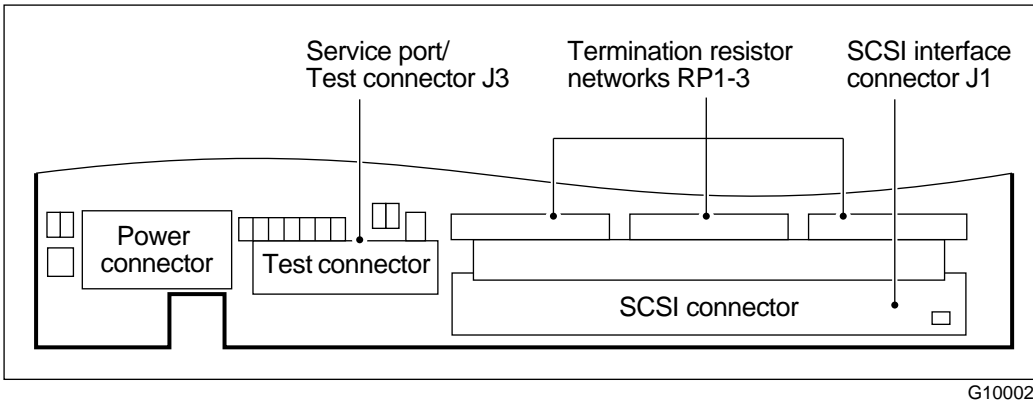 Service port/
Test connector J3
Termination resistor
networks RP1-3
SCSI interface
connector J1
Power
connector
Test connector
SCSI connector
G10002